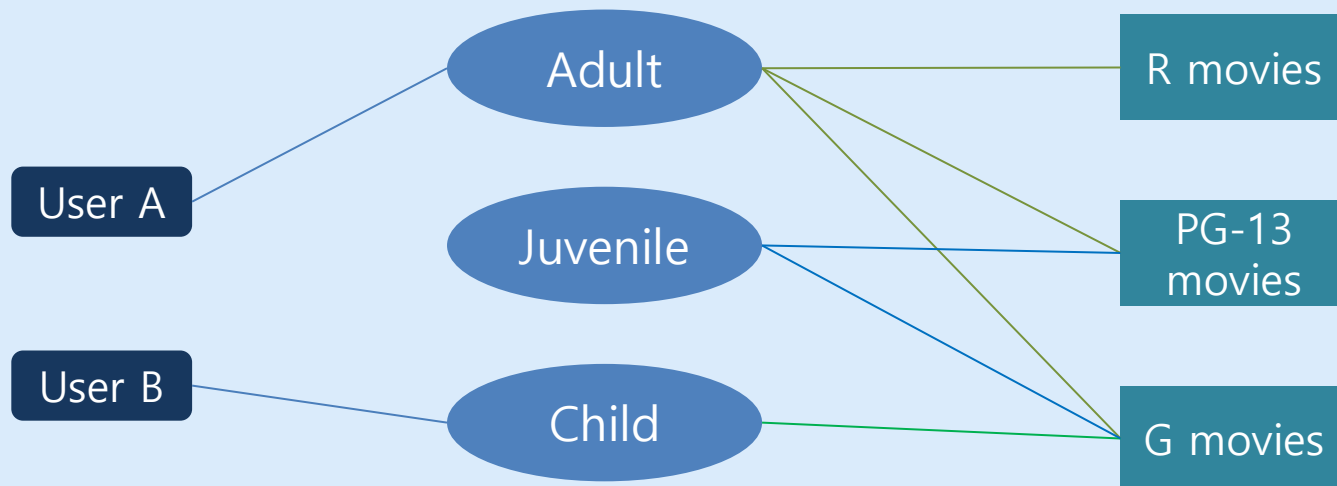 Adult
R movies
User A
PG-13
movies
Juvenile
User B
Child
G movies